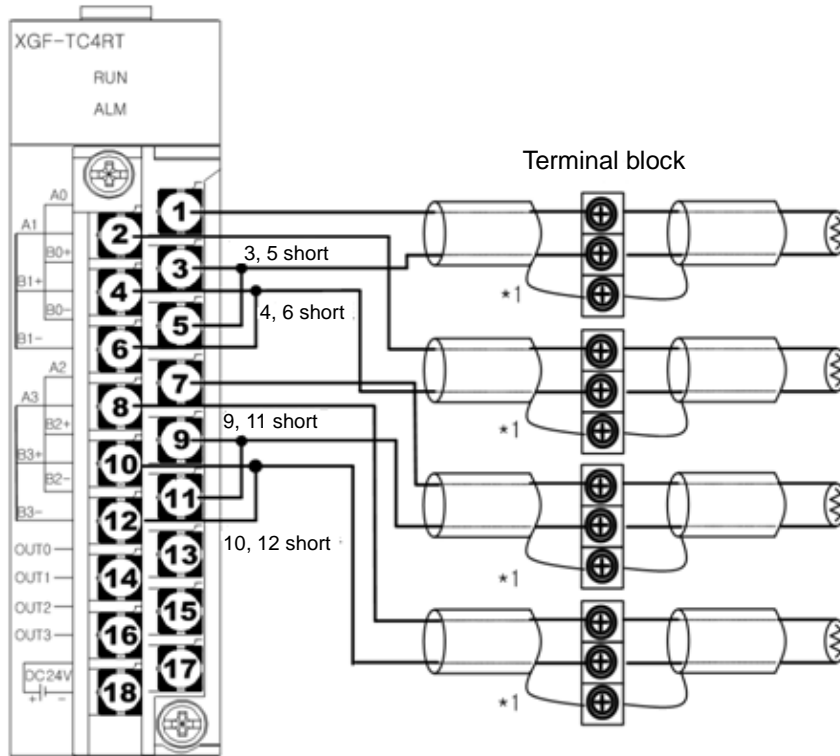 XGF-TC4RT
RUN
ALM
Terminal block
A0
A1
B0+
B1+
B0-
B1-
A2
A3
B2+
B3+
B2-
B3-
OUT0
OUT1
OUT2
OUT3
DC24V
+ -
1
2
3
4
5
6
7
8
9
10
11
12
13
14
15
16
17
18
3, 5 short
4, 6 short
9, 11 short
10, 12 short
*1
*1
*1
*1